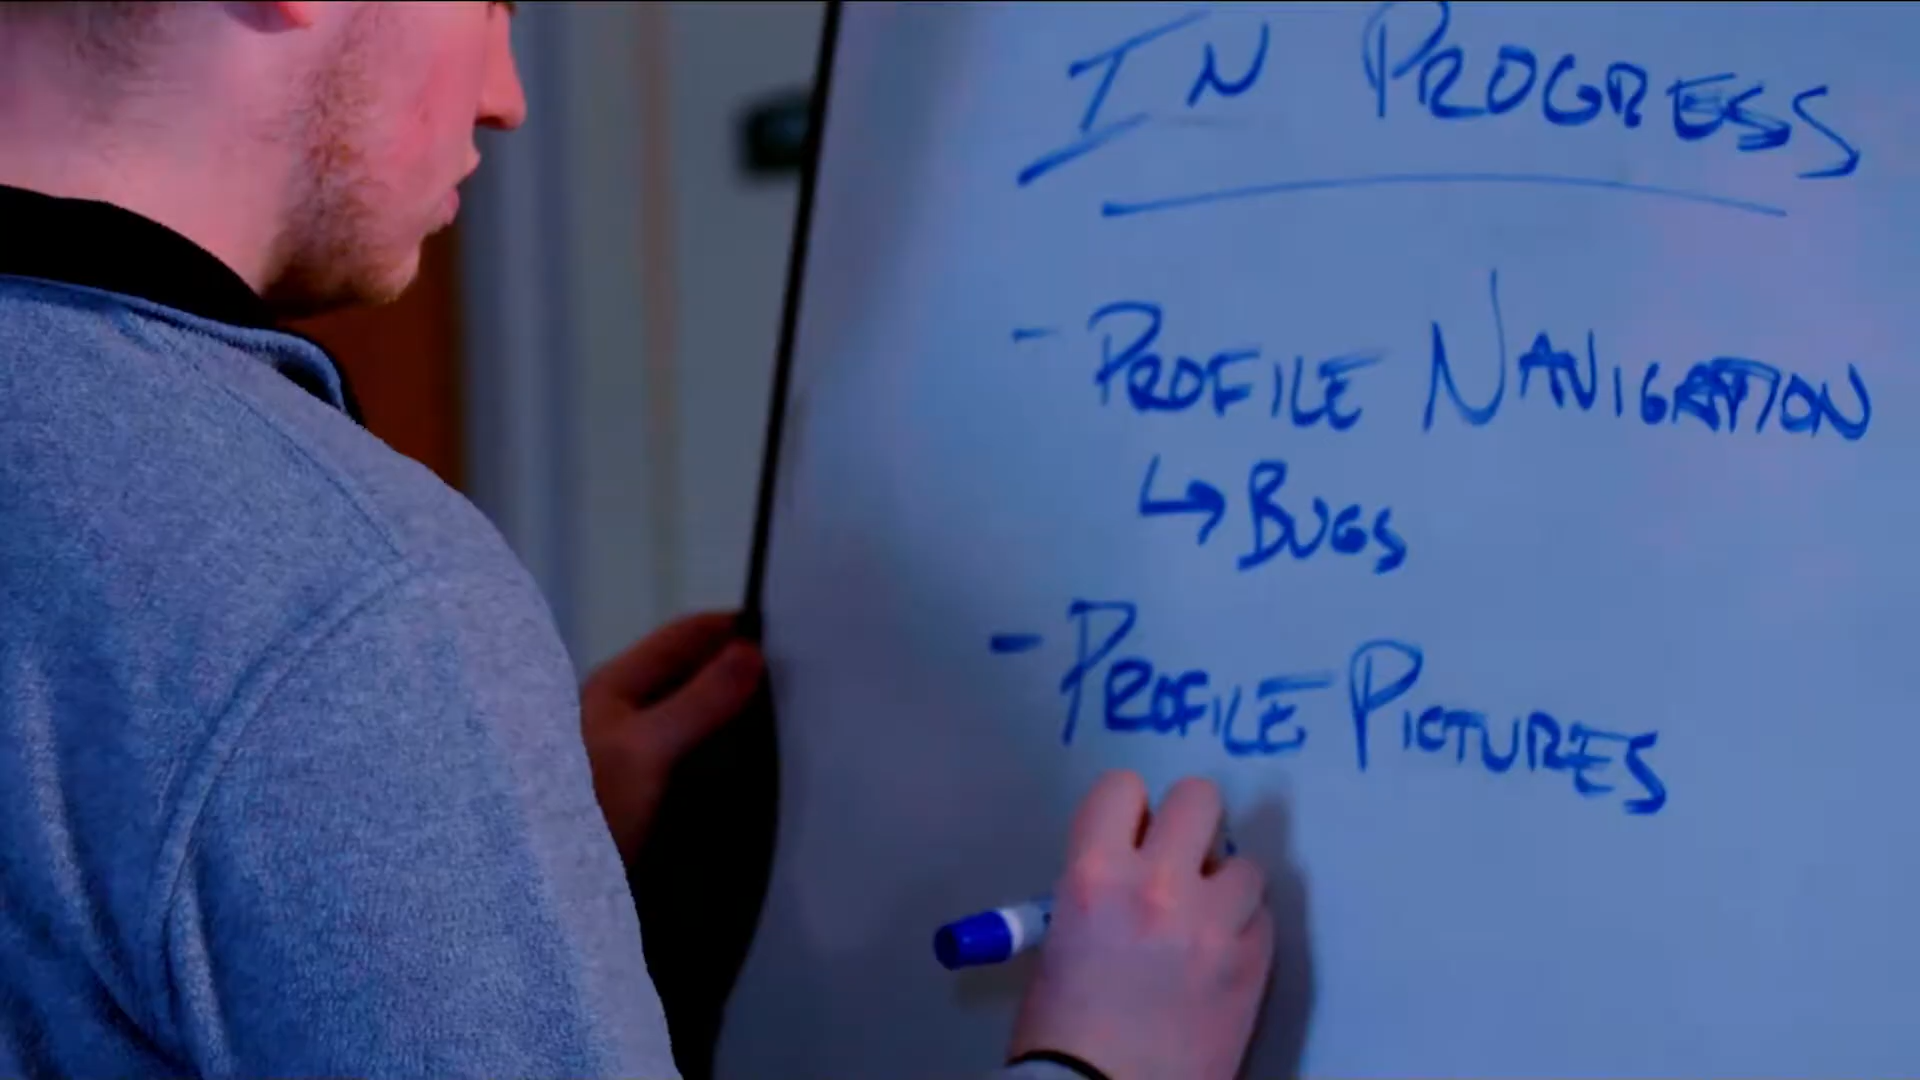 IN PROGRESS
- PROFILE NAVIGATION
↳ BUGS
- PROFILE PICTURES